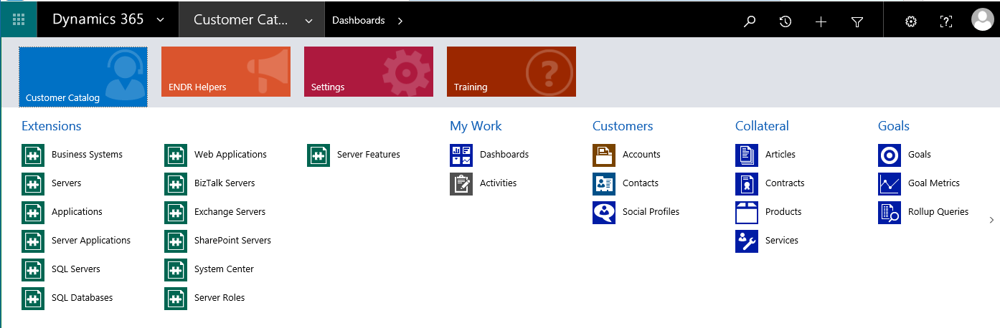 Dynamics 365
Customer Cat...
Dashboards
Customer Catalog
ENDR Helpers
Settings
Training
Extensions
Business Systems
Servers
Applications
Server Applications
SQL Servers
SQL Databases
Web Applications
BizTalk Servers
Exchange Servers
SharePoint Servers
System Center
Server Roles
Server Features
My Work
Dashboards
Activities
Customers
Accounts
Contacts
Social Profiles
Collateral
Articles
Contracts
Products
Services
Goals
Goals
Goal Metrics
Rollup Queries